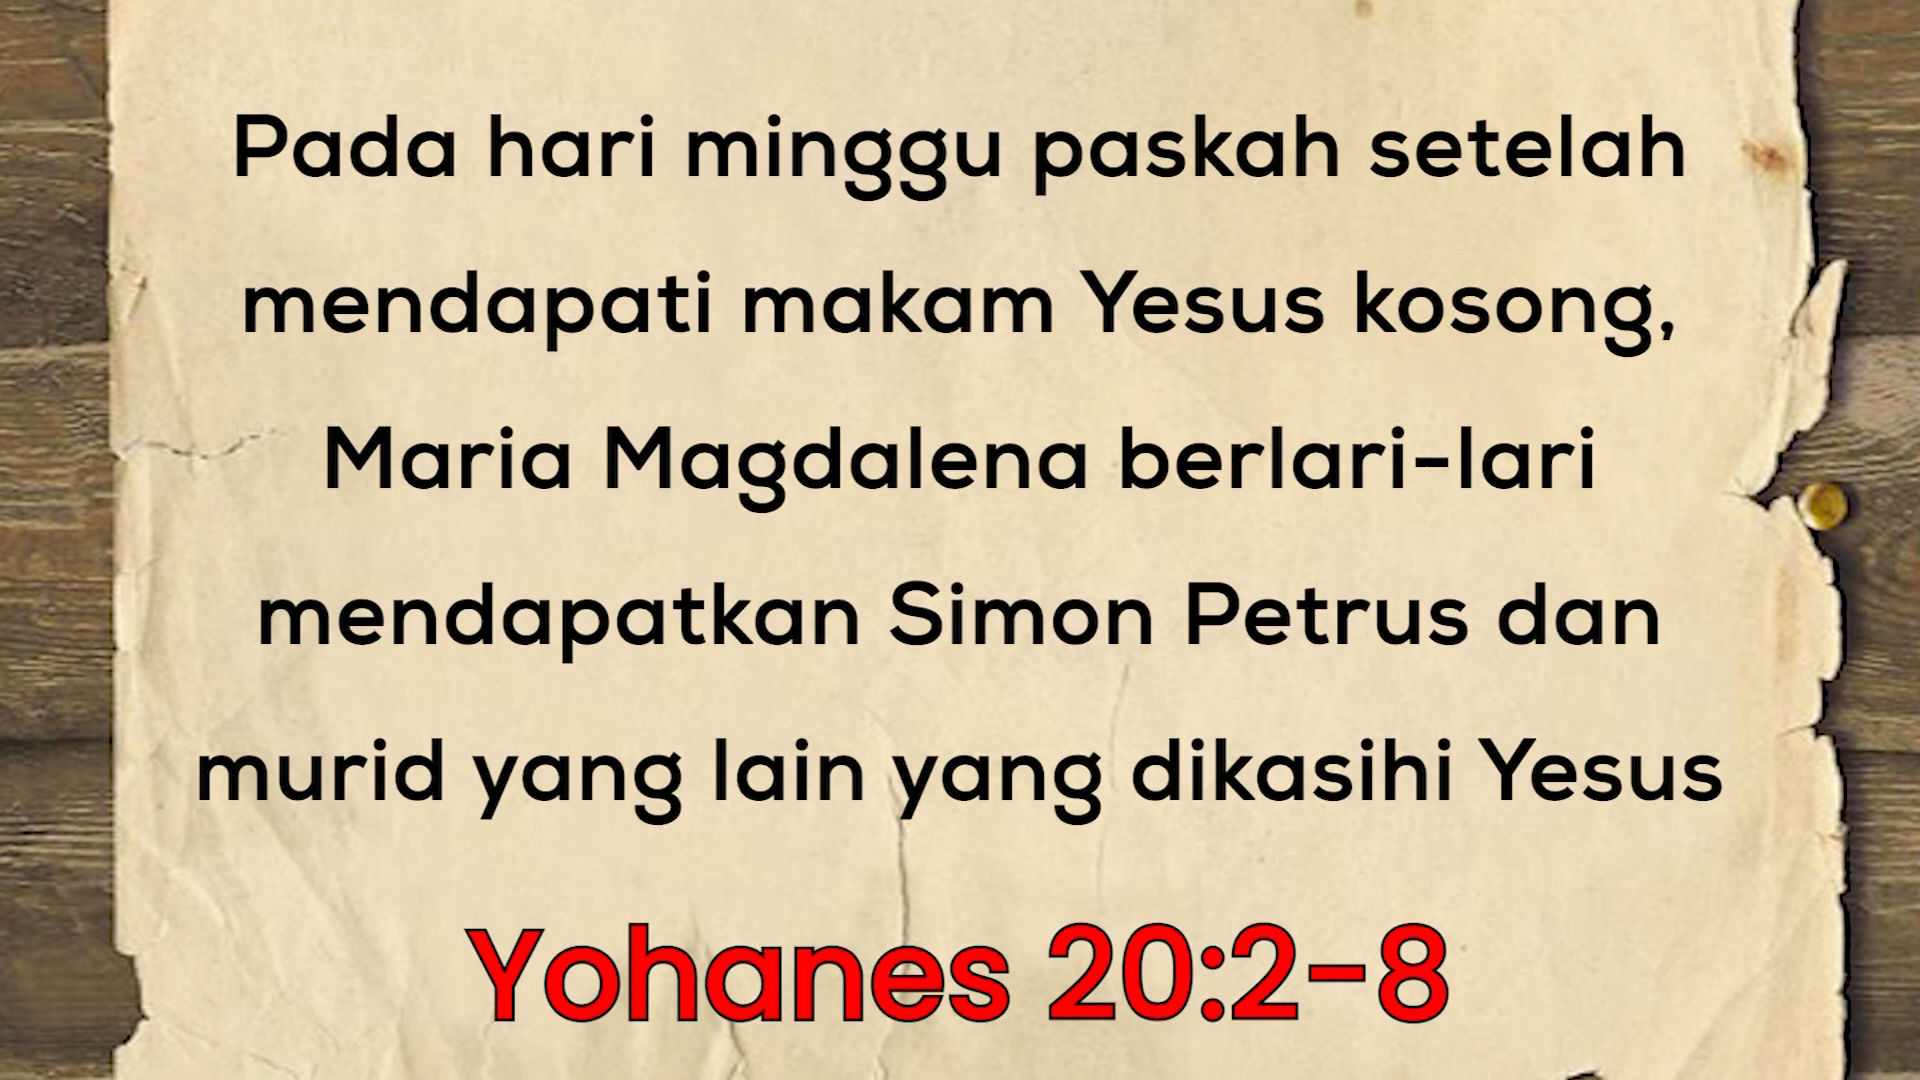 Pada hari minggu paskah setelah
mendapati makam Yesus kosong,
Maria Magdalena berlari-lari
mendapatkan Simon Petrus dan
murid yang lain yang dikasihi Yesus
Yohanes 20:2-8